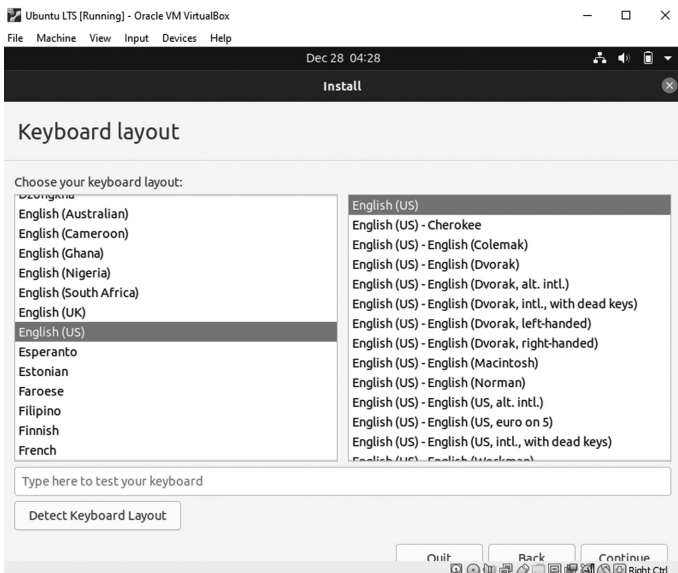 Ubuntu LTS [Running] - Oracle VM VirtualBox
File Machine View Input Devices Help
Dec 28 04:28
Install
Keyboard layout
Choose your keyboard layout:
Dzongkha
English (Australian)
English (Cameroon)
English (Ghana)
English (Nigeria)
English (South Africa)
English (UK)
English (US)
Esperanto
Estonian
Faroese
Filipino
Finnish
French
English (US)
English (US) - Cherokee
English (US) - English (Colemak)
English (US) - English (Dvorak)
English (US) - English (Dvorak, alt. intl.)
English (US) - English (Dvorak, intl., with dead keys)
English (US) - English (Dvorak, left-handed)
English (US) - English (Dvorak, right-handed)
English (US) - English (Macintosh)
English (US) - English (Norman)
English (US) - English (US, alt. intl.)
English (US) - English (US, euro on 5)
English (US) - English (US, intl., with dead keys)
English (US) - English (Workman)
Type here to test your keyboard
Detect Keyboard Layout
Quit Back Continue
Right Ctrl